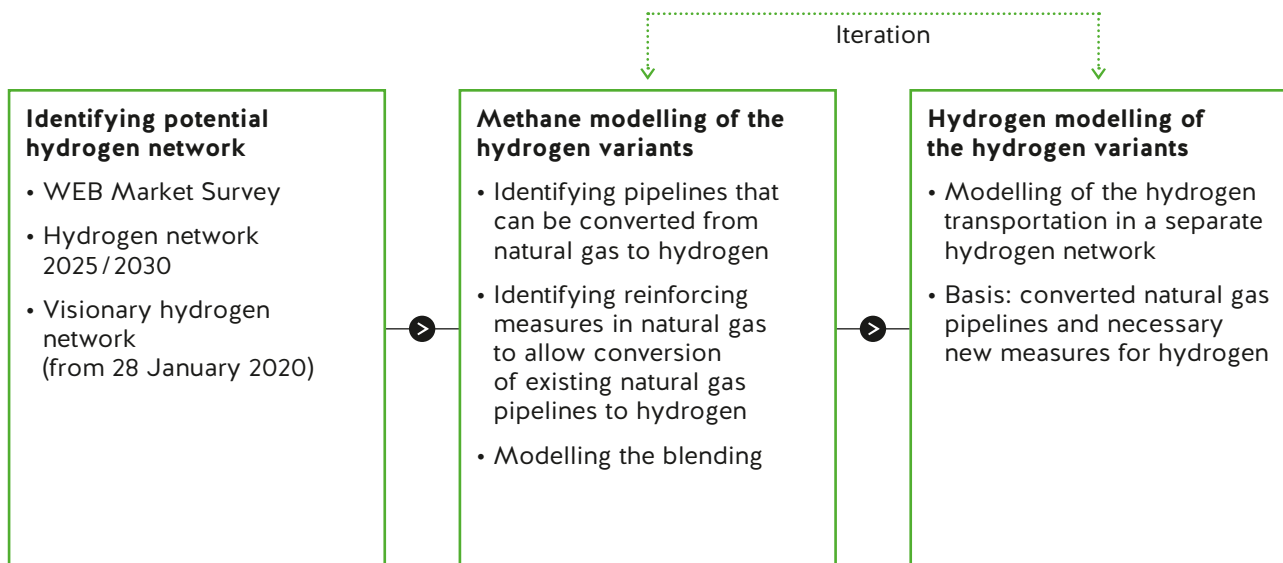 Iteration
Identifying potential
hydrogen network
• WEB Market Survey
• Hydrogen network
2025/2030
• Visionary hydrogen
network
(from 28 January 2020)
Methane modelling of the
hydrogen variants
• Identifying pipelines that
can be converted from
natural gas to hydrogen
• Identifying reinforcing
measures in natural gas
to allow conversion
of existing natural gas
pipelines to hydrogen
• Modelling the blending
Hydrogen modelling of
the hydrogen variants
• Modelling of the hydrogen
transportation in a separate
hydrogen network
• Basis: converted natural gas
pipelines and necessary
new measures for hydrogen